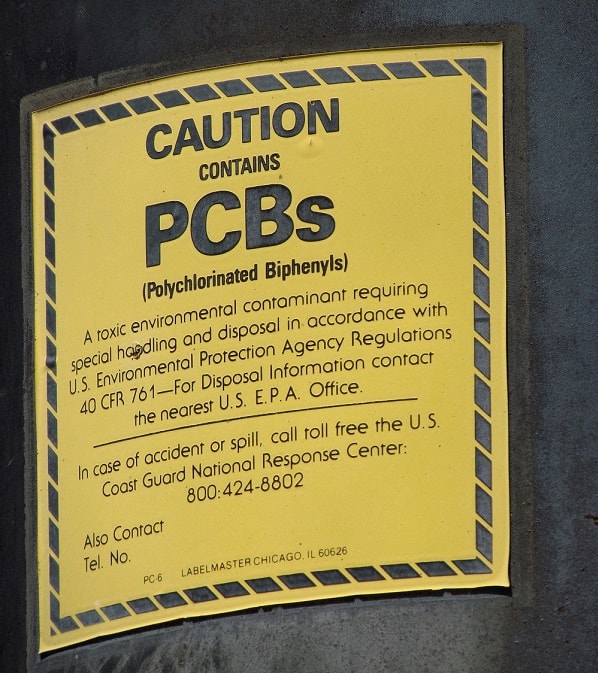 CAUTION
CONTAINS
PCBs
(Polychlorinated Biphenyls)
A toxic environmental contaminant requiring
special handling and disposal in accordance with
U.S. Environmental Protection Agency Regulations
40 CFR 761—For Disposal Information contact
the nearest U.S. E.P.A. Office.
In case of accident or spill, call toll free the U.S.
Coast Guard National Response Center:
800:424-8802
Also Contact
Tel. No.
PC-6 LABELMASTER CHICAGO, IL 60626